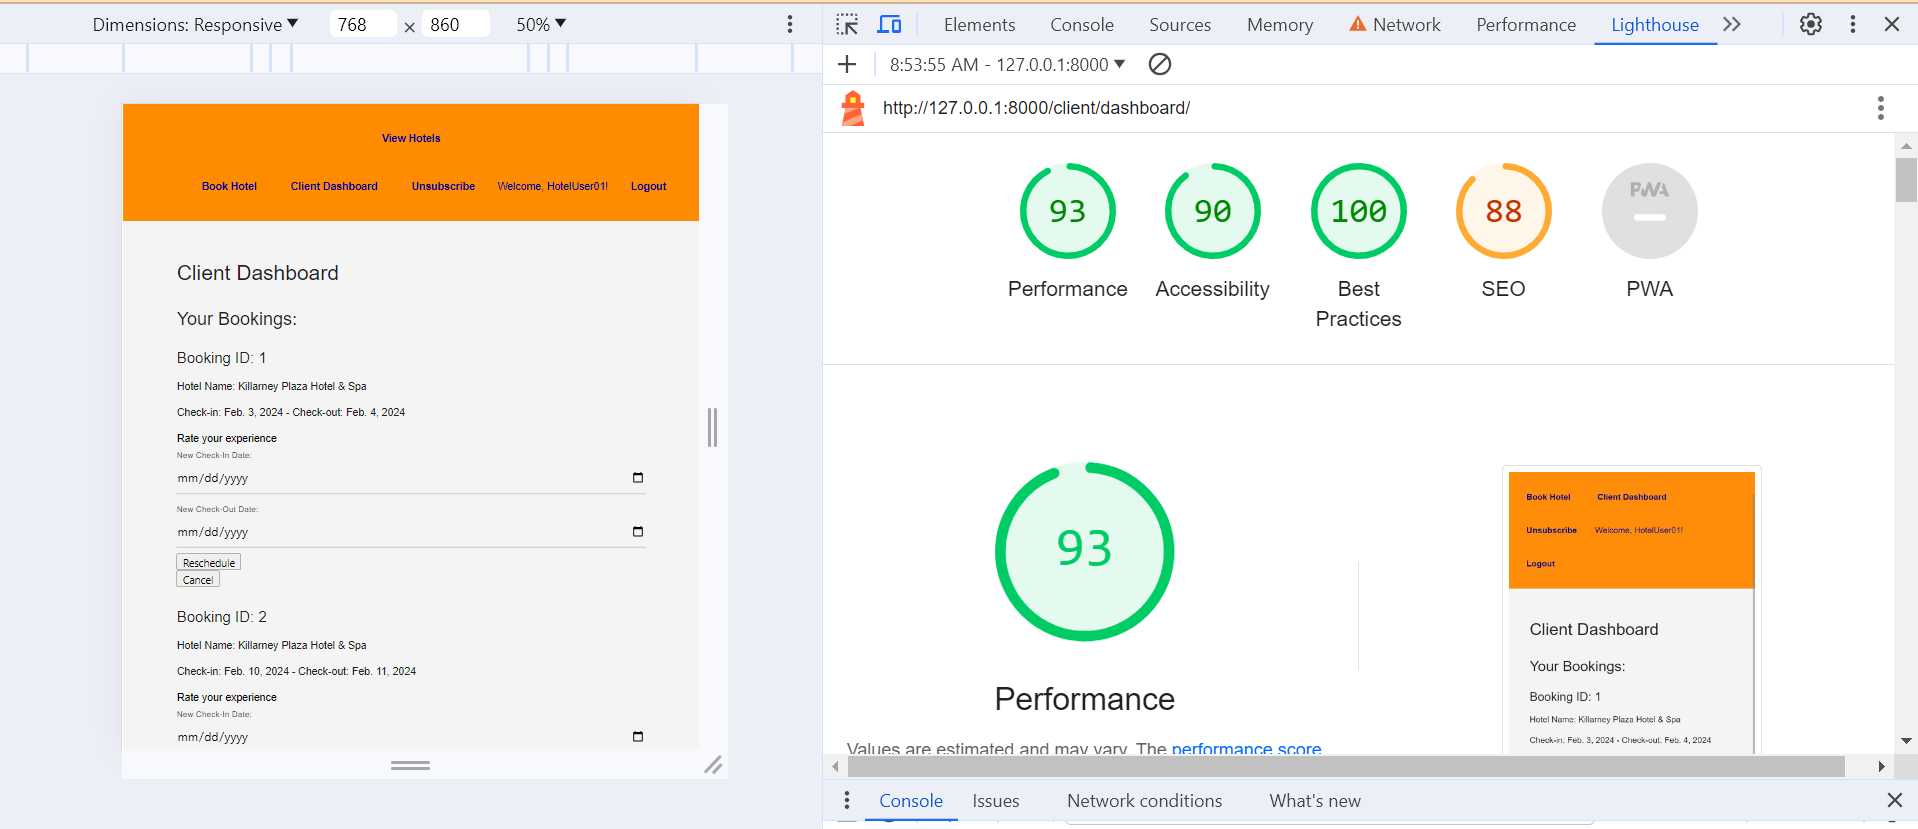 Dimensions: Responsive ▼ 768 × 860 50% ▼
View Hotels
Book Hotel Client Dashboard Unsubscribe Welcome, HotelUser01! Logout
Client Dashboard
Your Bookings:
Booking ID: 1
Hotel Name: Killarney Plaza Hotel & Spa
Check-in: Feb. 3, 2024 - Check-out: Feb. 4, 2024
Rate your experience
New Check-In Date:
mm/dd/yyyy
New Check-Out Date:
mm/dd/yyyy
Reschedule
Cancel
Booking ID: 2
Hotel Name: Killarney Plaza Hotel & Spa
Check-in: Feb. 10, 2024 - Check-out: Feb. 11, 2024
Rate your experience
New Check-In Date:
mm/dd/yyyy
Elements Console Sources Memory Network Performance Lighthouse
8:53:55 AM - 127.0.0.1:8000 ▼
http://127.0.0.1:8000/client/dashboard/
93 90 100 88 PWA
Performance Accessibility Best Practices SEO PWA
93
Performance
Values are estimated and may vary. The performance score
Book Hotel Client Dashboard
Unsubscribe Welcome, HotelUser01!
Logout
Client Dashboard
Your Bookings:
Booking ID: 1
Hotel Name: Killarney Plaza Hotel & Spa
Check-in: Feb. 3, 2024 - Check-out: Feb. 4, 2024
Console Issues Network conditions What's new